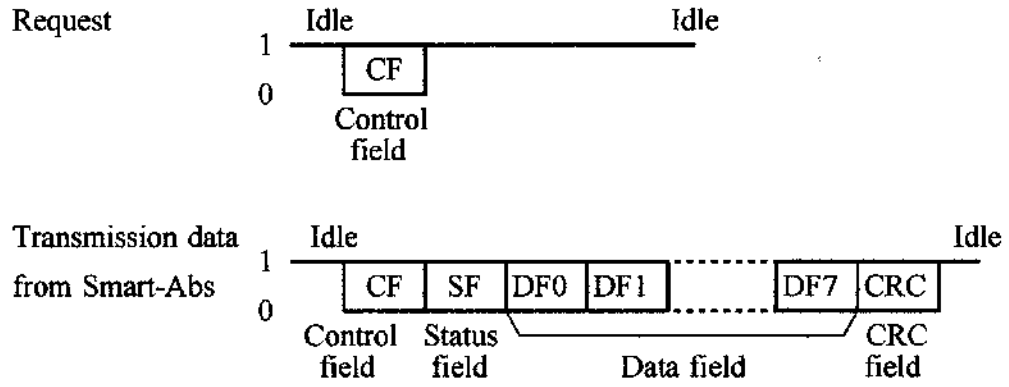 Request
Idle
Idle
1
CF
0
Control
field
Transmission data
from Smart-Abs
Idle
Idle
1
CF SF DF0 DF1 DF7 CRC
0
Control Status CRC
field field Data field field